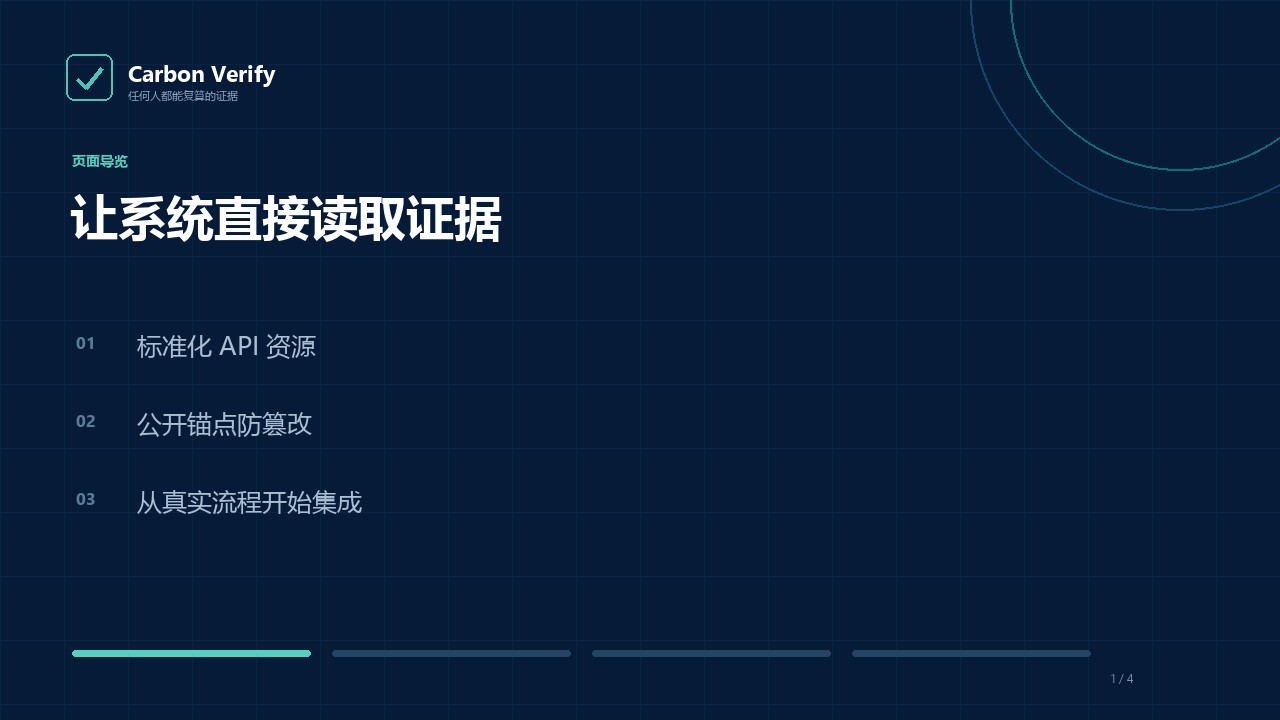 Carbon Verify
任何人都能复算的证据
页面导览
让系统直接读取证据
01 标准化 API 资源
02 公开锚点防篡改
03 从真实流程开始集成
1 / 4